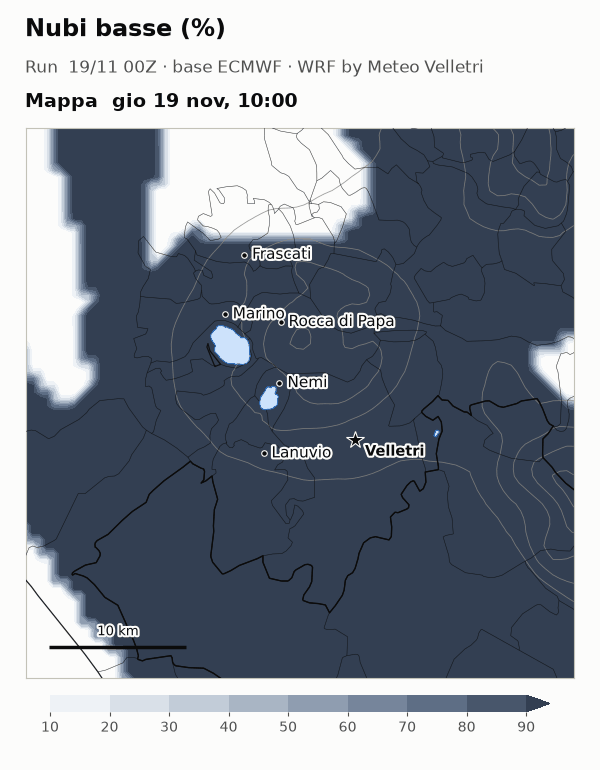 Nubi basse (%)
Run  19/11 00Z · base ECMWF · WRF by Meteo Velletri
Mappa  gio 19 nov, 10:00
Frascati
Marino
Rocca di Papa
Nemi
Velletri
Lanuvio
10 km
10 20 30 40 50 60 70 80 90